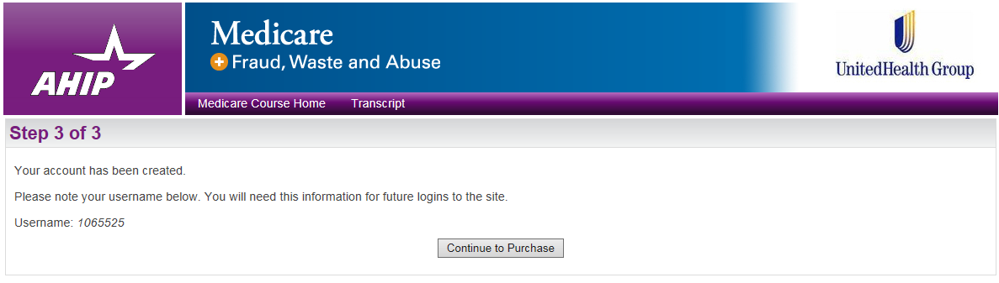 AHIP
Medicare
Fraud, Waste and Abuse
UnitedHealth Group
Medicare Course Home Transcript
Step 3 of 3
Your account has been created.
Please note your username below. You will need this information for future logins to the site.
Username: 1065525
Continue to Purchase